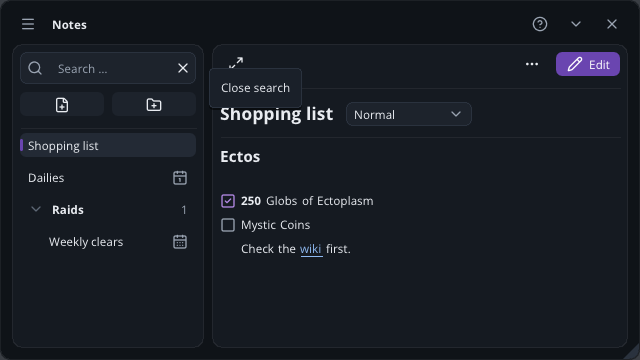 Notes
Search ...
Close search
Edit
Shopping list
Normal
Shopping list
Dailies
Raids 1
Weekly clears
Ectos
250 Globs of Ectoplasm
Mystic Coins
Check the wiki first.